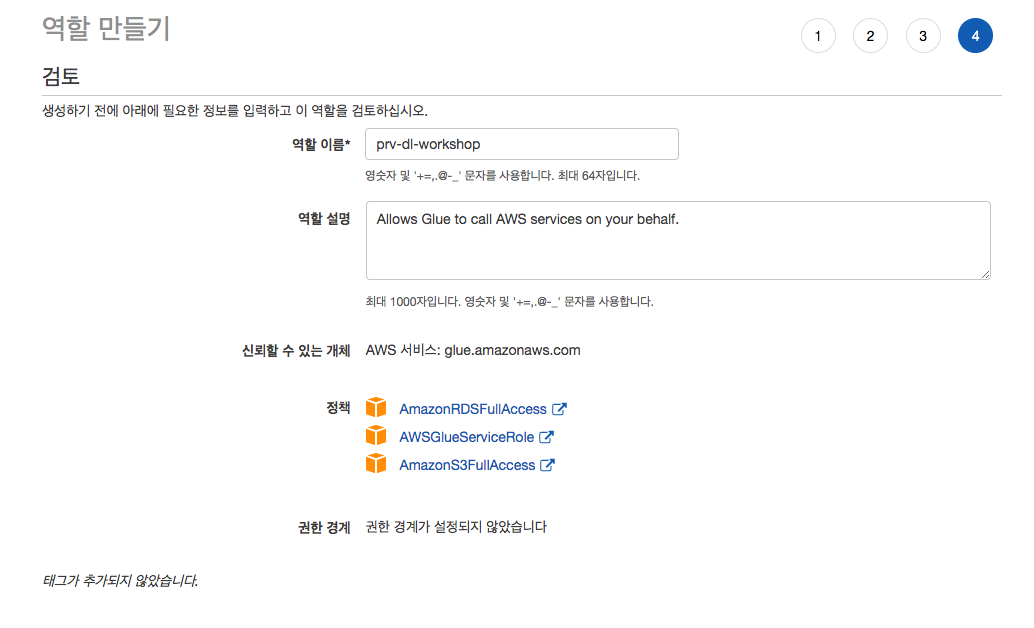 역할 만들기
1 2 3 4
검토
생성하기 전에 아래에 필요한 정보를 입력하고 이 역할을 검토하십시오.
역할 이름* prv-dl-workshop
영숫자 및 '+=,.@-_' 문자를 사용합니다. 최대 64자입니다.
역할 설명 Allows Glue to call AWS services on your behalf.
최대 1000자입니다. 영숫자 및 '+=,.@-_' 문자를 사용합니다.
신뢰할 수 있는 개체 AWS 서비스: glue.amazonaws.com
정책 AmazonRDSFullAccess
AWSGlueServiceRole
AmazonS3FullAccess
권한 경계 권한 경계가 설정되지 않았습니다
태그가 추가되지 않았습니다.